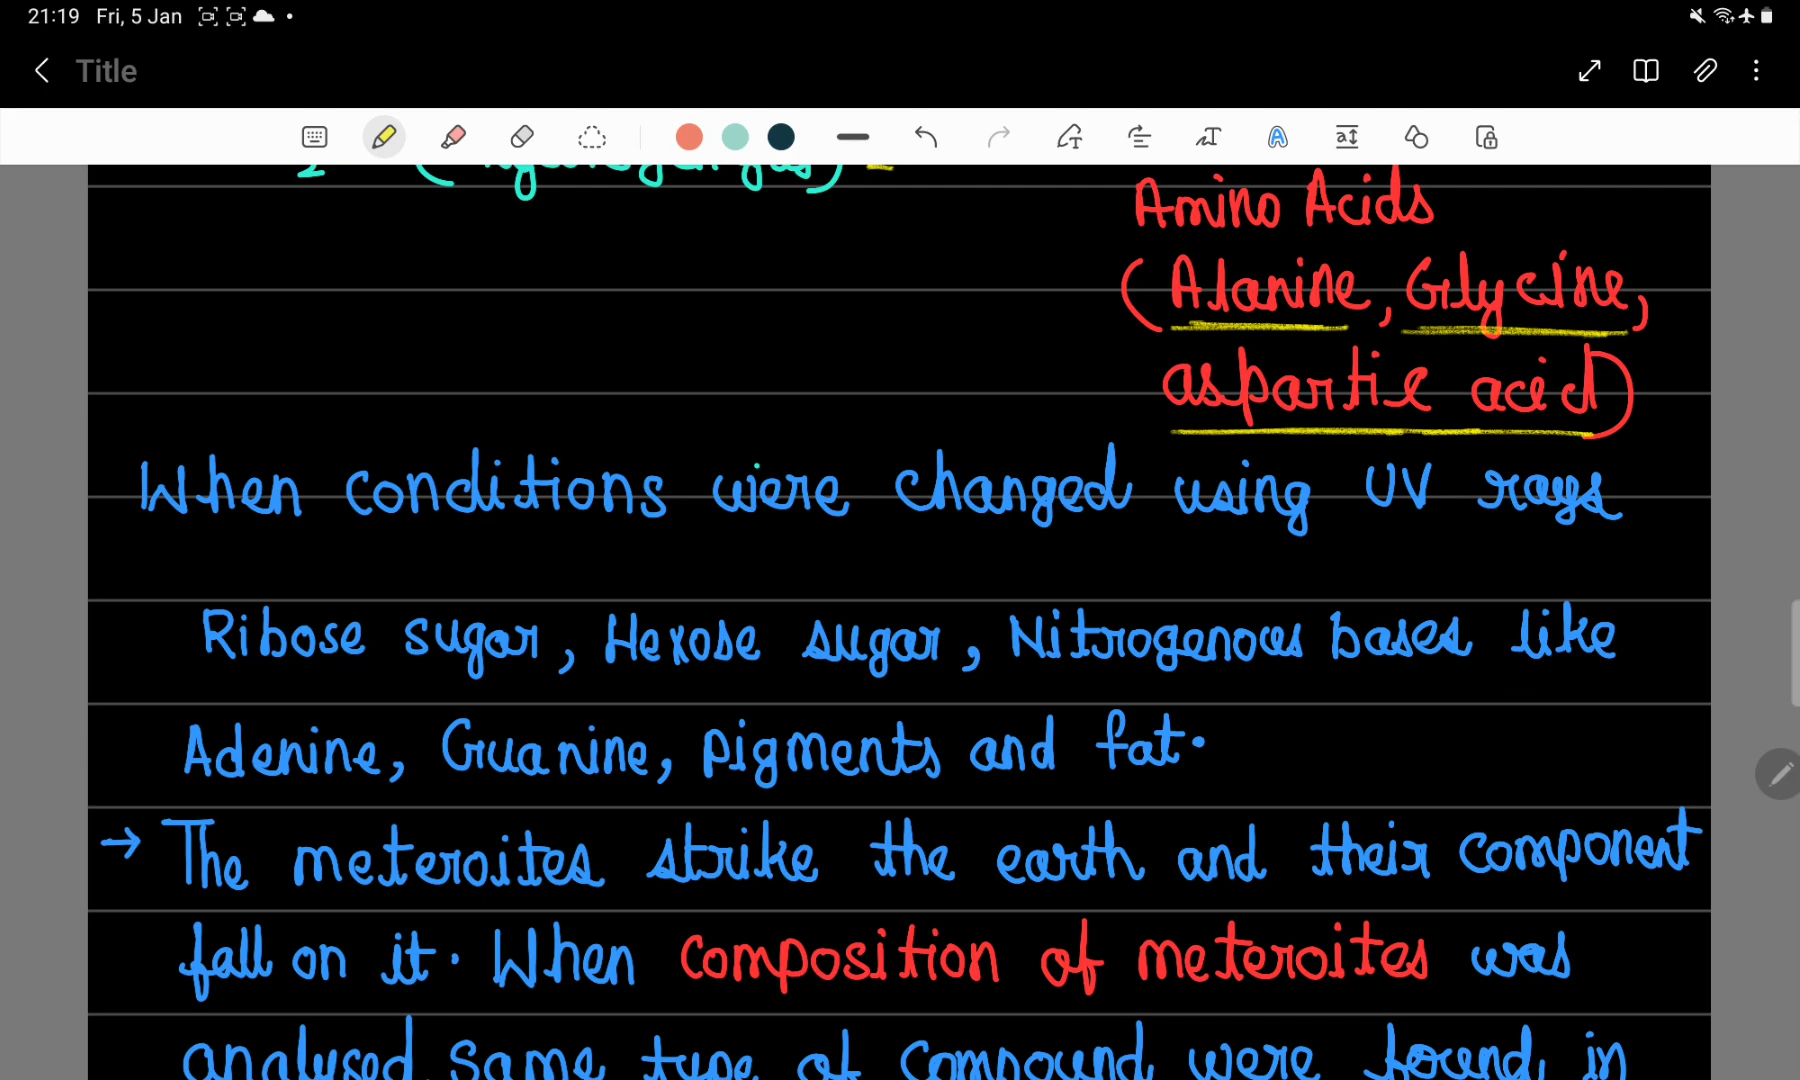 21:19 Fri, 5 Jan
Title
Amino Acids
(Alanine, Glycine,
aspartic acid)
When conditions were changed using UV rays
Ribose sugar, Hexose sugar, Nitrogenous bases like
Adenine, Guanine, pigments and fat.
→ The meteroites strike the earth and their component
fall on it. When composition of meteroites was
analysed, same type of compound were found in